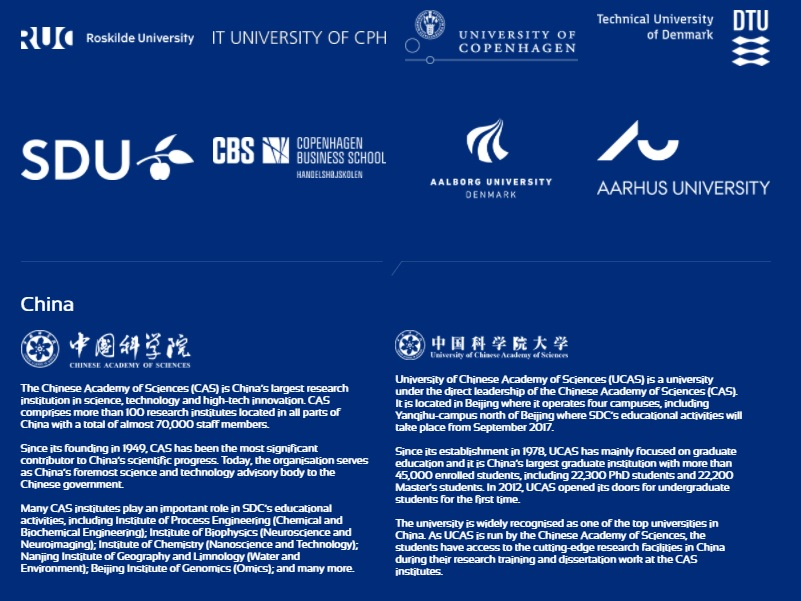 RUC Roskilde University
IT UNIVERSITY OF CPH
UNIVERSITY OF
COPENHAGEN
Technical University
of Denmark
DTU
SDU
CBS
COPENHAGEN
BUSINESS SCHOOL
HANDELSHØJSKOLEN
AALBORG UNIVERSITY
DENMARK
AARHUS UNIVERSITY
China
中国科学院
CHINESE ACADEMY OF SCIENCES
The Chinese Academy of Sciences (CAS) is China's largest research
institution in science, technology and high-tech innovation. CAS
comprises more than 100 research institutes located in all parts of
China with a total of almost 70,000 staff members.
Since its founding in 1949, CAS has been the most significant
contributor to China's scientific progress. Today, the organisation serves
as China's foremost science and technology advisory body to the
Chinese government.
Many CAS institutes play an important role in SDC's educational
activities, including Institute of Process Engineering (Chemical and
Biochemical Engineering); Institute of Biophysics (Neuroscience and
Neuroimaging); Institute of Chemistry (Nanoscience and Technology);
Nanjing Institute of Geography and Limnology (Water and
Environment); Beijing Institute of Genomics (Omics); and many more.
中国科学院大学
University of Chinese Academy of Sciences
University of Chinese Academy of Sciences (UCAS) is a university
under the direct leadership of the Chinese Academy of Sciences (CAS).
It is located in Beijing where it operates four campuses, including
Yanqihu-campus north of Beijing where SDC's educational activities will
take place from September 2017.
Since its establishment in 1978, UCAS has mainly focused on graduate
education and it is China's largest graduate institution with more than
45,000 enrolled students, including 22,300 PhD students and 22,200
Master's students. In 2012, UCAS opened its doors for undergraduate
students for the first time.
The university is widely recognised as one of the top universities in
China. As UCAS is run by the Chinese Academy of Sciences, the
students have access to the cutting-edge research facilities in China
during their research training and dissertation work at the CAS
institutes.